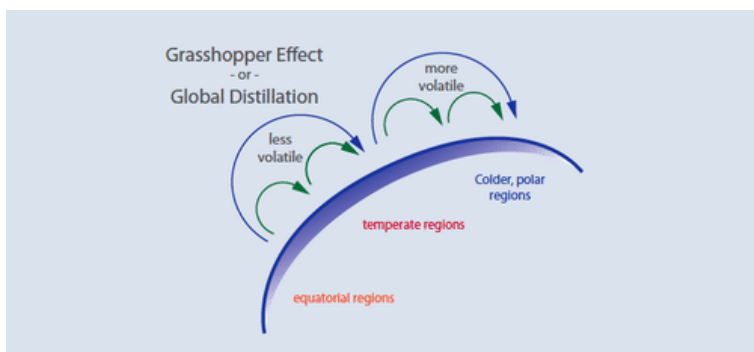 Grasshopper Effect
- or -
Global Distillation
more
volatile
less
volatile
Colder, polar
regions
temperate regions
equatorial regions